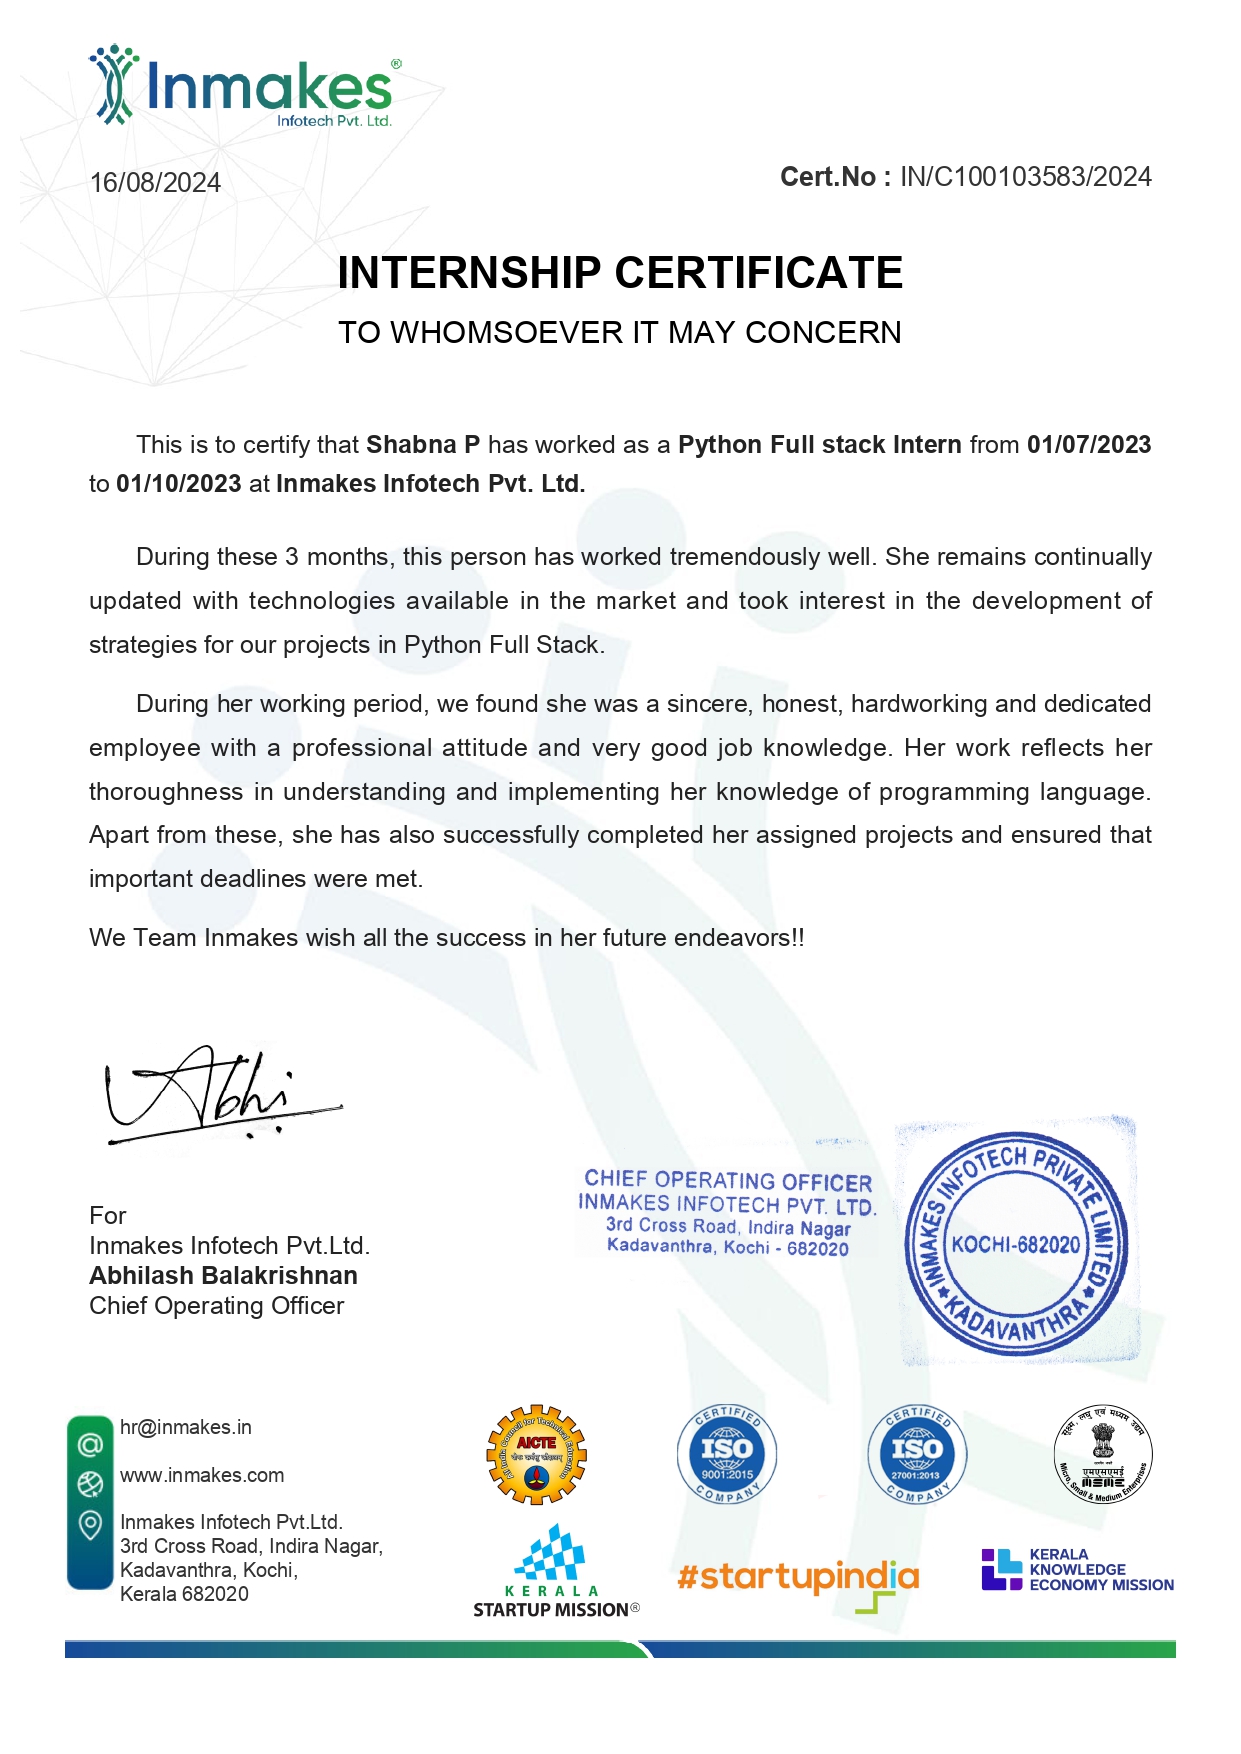 Inmakes®
Infotech Pvt. Ltd.
16/08/2024
Cert.No : IN/C100103583/2024
INTERNSHIP CERTIFICATE
TO WHOMSOEVER IT MAY CONCERN
This is to certify that Shabna P has worked as a Python Full stack Intern from 01/07/2023
to 01/10/2023 at Inmakes Infotech Pvt. Ltd.
During these 3 months, this person has worked tremendously well. She remains continually
updated with technologies available in the market and took interest in the development of
strategies for our projects in Python Full Stack.
During her working period, we found she was a sincere, honest, hardworking and dedicated
employee with a professional attitude and very good job knowledge. Her work reflects her
thoroughness in understanding and implementing her knowledge of programming language.
Apart from these, she has also successfully completed her assigned projects and ensured that
important deadlines were met.
We Team Inmakes wish all the success in her future endeavors!!
Abhi
CHIEF OPERATING OFFICER
INMAKES INFOTECH PVT. LTD.
3rd Cross Road, Indira Nagar
Kadavanthra, Kochi - 682020
INMAKES INFOTECH PRIVATE LIMITED
KOCHI-682020
★ KADAVANTHRA ★
For
Inmakes Infotech Pvt.Ltd.
Abhilash Balakrishnan
Chief Operating Officer
hr@inmakes.in
www.inmakes.com
Inmakes Infotech Pvt.Ltd.
3rd Cross Road, Indira Nagar,
Kadavanthra, Kochi,
Kerala 682020
All India Council for Technical Education
AICTE
CERTIFIED
ISO
9001:2015
COMPANY
CERTIFIED
ISO
27001:2013
COMPANY
सूक्ष्म, लघु एवं मध्यम उद्यम
एमएसएमई
MSME
Micro, Small & Medium Enterprises
KERALA
STARTUP MISSION®
#startupindia
KERALA
KNOWLEDGE
ECONOMY MISSION